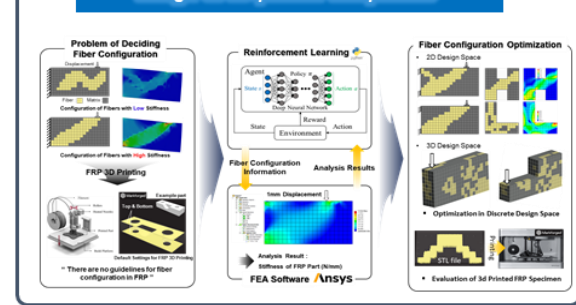 Problem of Deciding
Fiber Configuration
Displacement
Fiber: Matrix:
Configuration of Fibers with Low Stiffness
Configuration of Fibers with High Stiffness
FRP 3D Printing
Example part
Top & Bottom
Default Settings for FRP 3D Printing
" There are no guidelines for fiber
configuration in FRP "
Reinforcement Learning
Agent
Policy π
State s
Action a
Deep Neural Network
Reward
State
Action
Environment
Fiber Configuration
Information
Analysis Results
1mm Displacement
Analysis Result :
Stiffness of FRP Part (N/mm)
FEA Software Ansys
Fiber Configuration Optimization
• 2D Design Space
• 3D Design Space
• Optimization in Discrete Design Space
STL file
Printing
• Evaluation of 3d Printed FRP Specimen